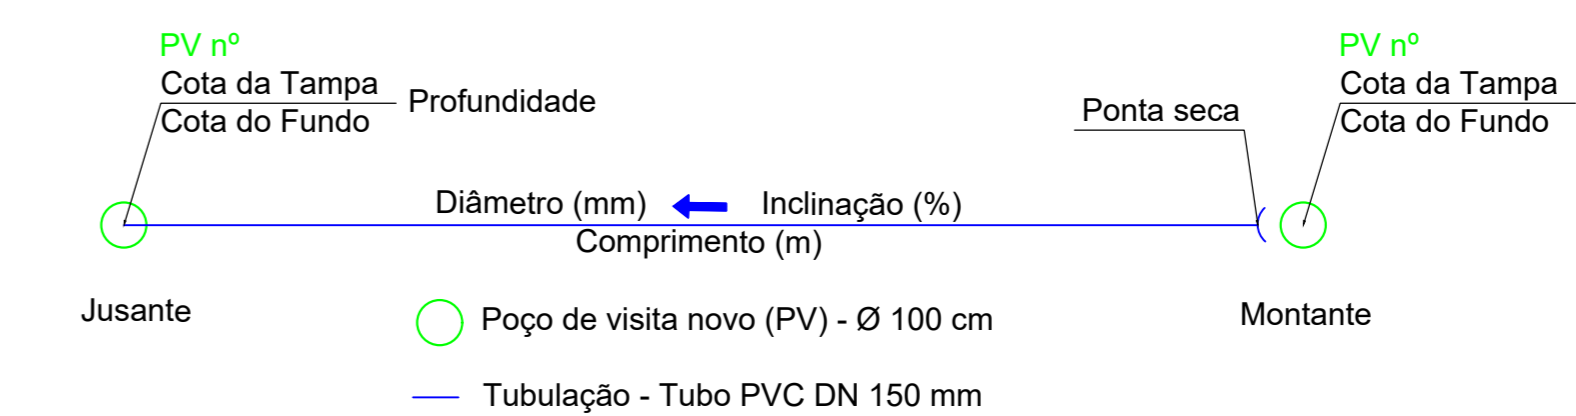 PV nº
Cota da Tampa
Cota do Fundo
Profundidade
Ponta seca
PV nº
Cota da Tampa
Cota do Fundo
Diâmetro (mm)
Inclinação (%)
Comprimento (m)
Jusante
Montante
Poço de visita novo (PV) - Ø 100 cm
Tubulação - Tubo PVC DN 150 mm